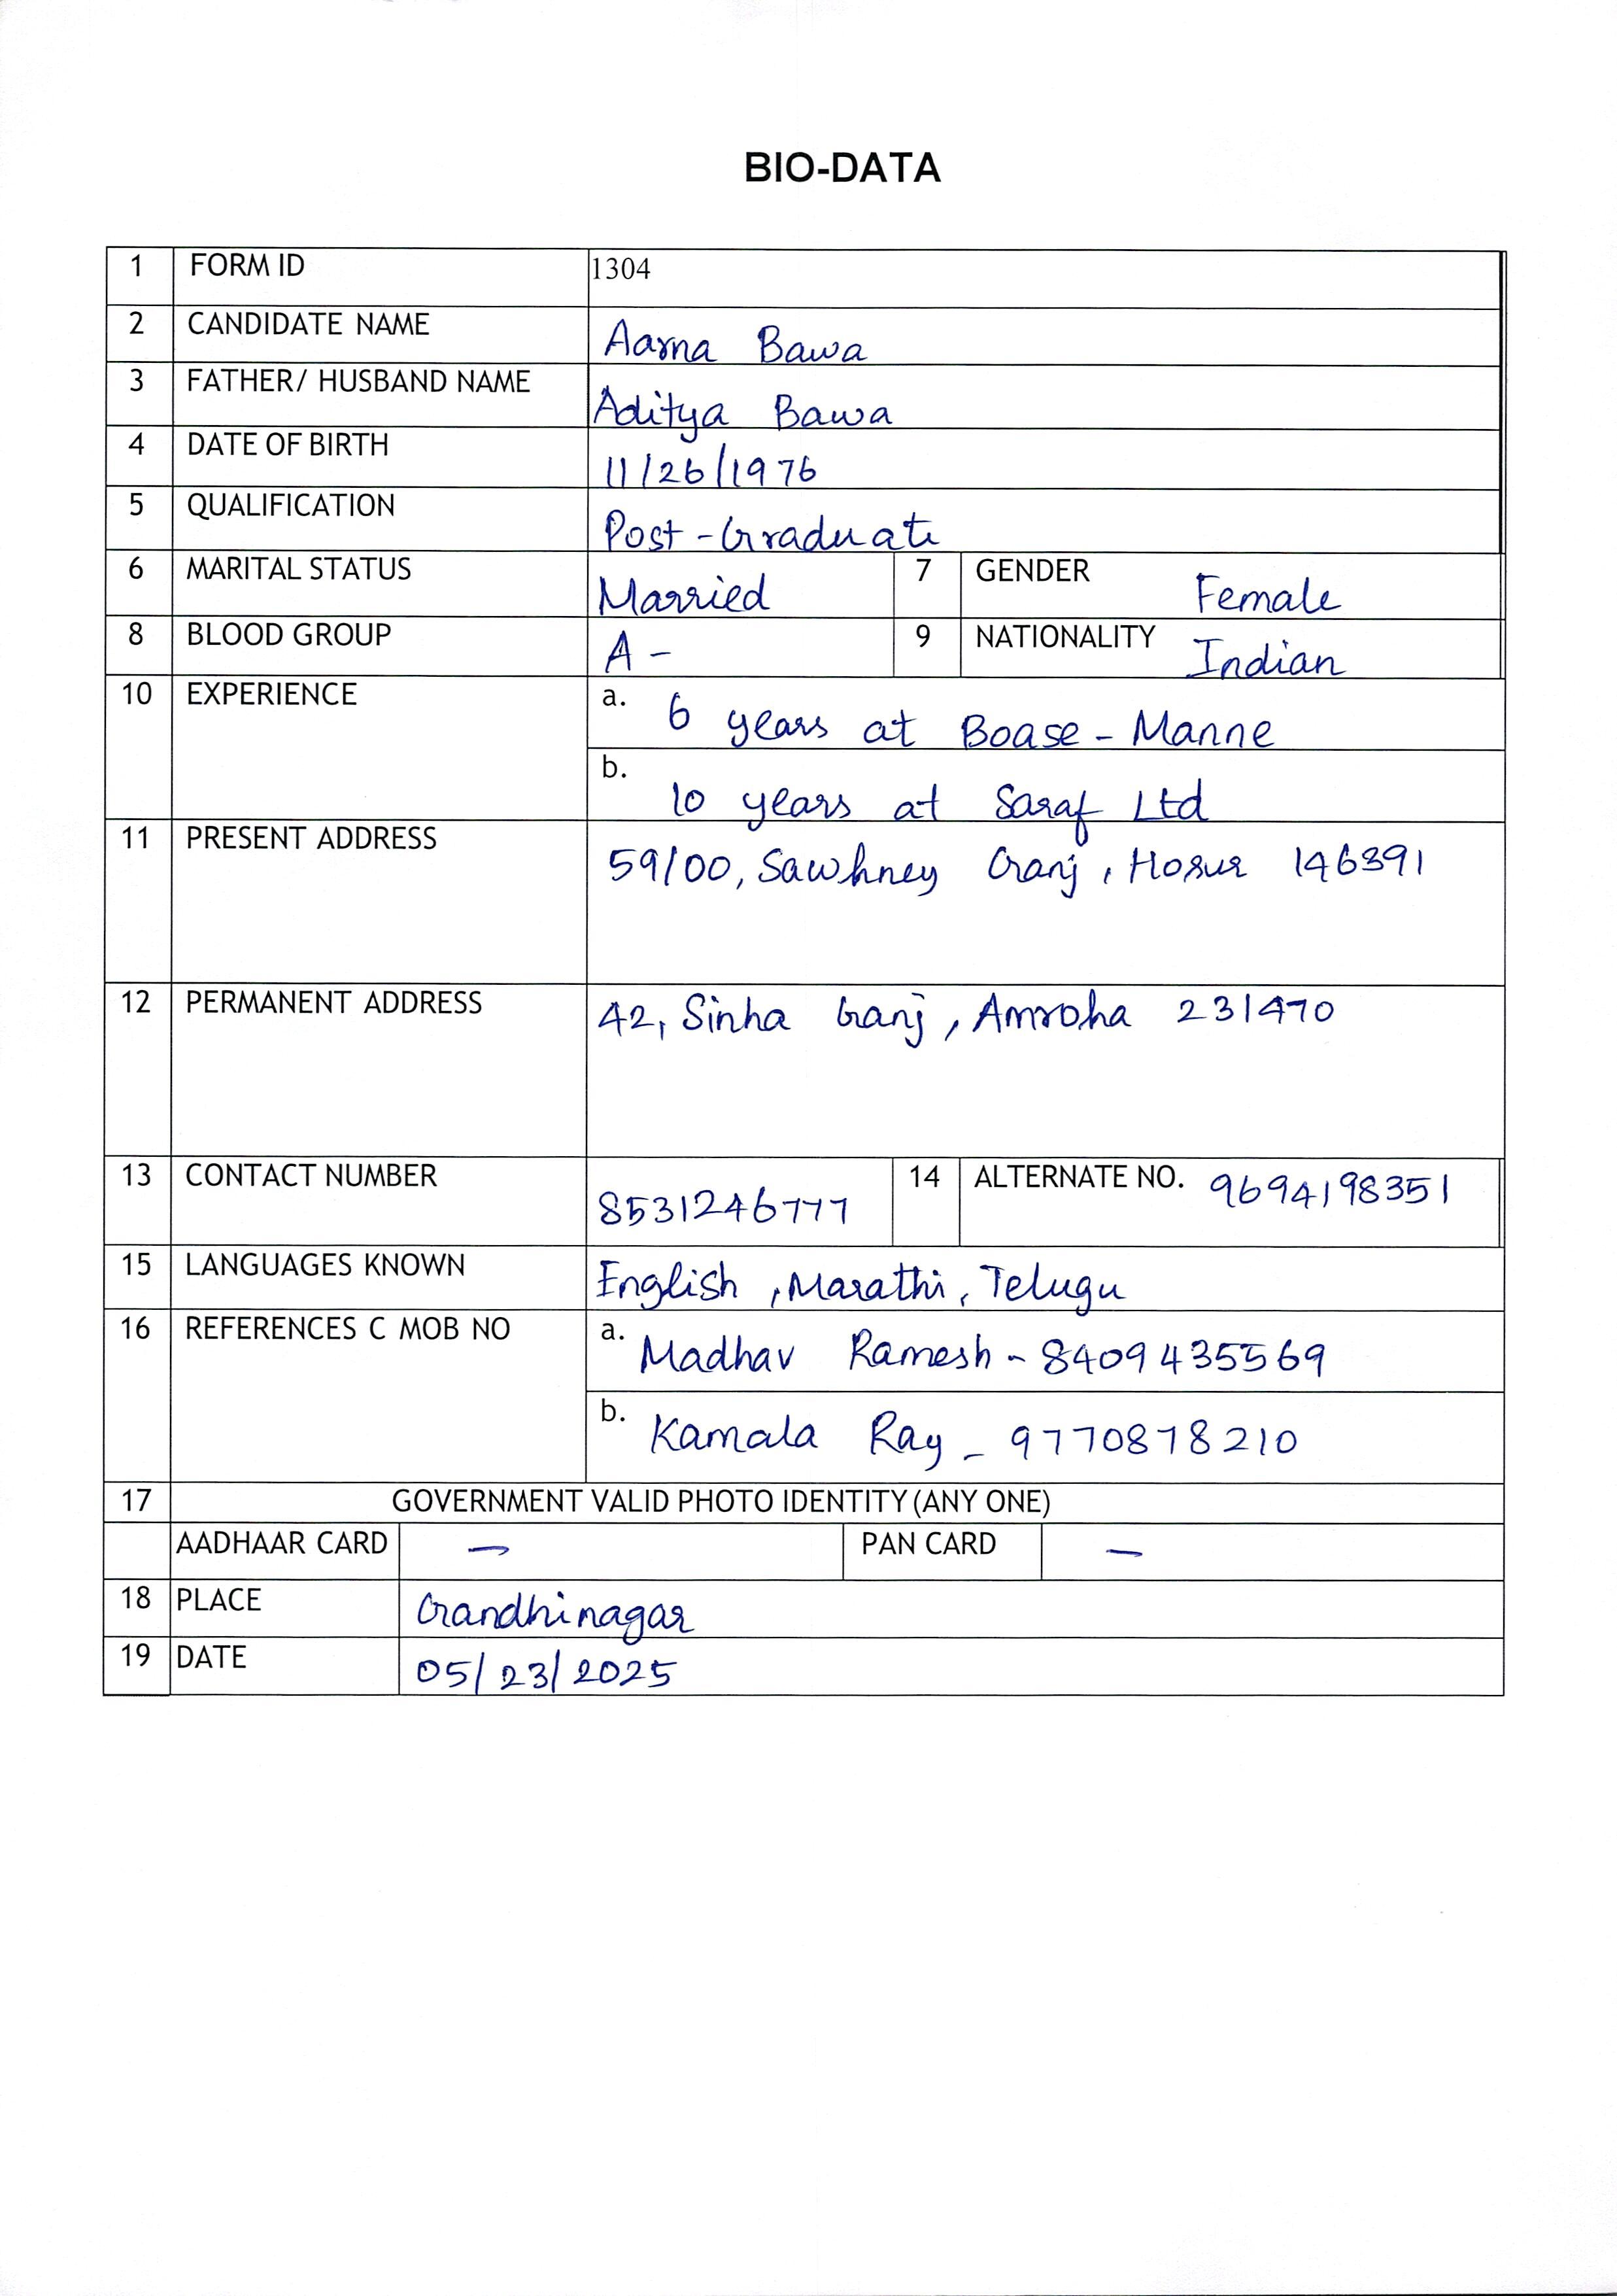 BIO-DATA
1 FORM ID 1304
2 CANDIDATE NAME Aarna Bawa
3 FATHER/ HUSBAND NAME Aditya Bawa
4 DATE OF BIRTH 11/26/1976
5 QUALIFICATION Post-Graduate
6 MARITAL STATUS Married 7 GENDER Female
8 BLOOD GROUP A- 9 NATIONALITY Indian
10 EXPERIENCE a. 6 years at Boase-Manne
b. 10 years at Saraf Ltd
11 PRESENT ADDRESS 59/00, Sawhney Ganj, Hosur 146391
12 PERMANENT ADDRESS 42, Sinha Ganj, Amroha 231470
13 CONTACT NUMBER 8531246777 14 ALTERNATE NO. 9694198351
15 LANGUAGES KNOWN English, Marathi, Telugu
16 REFERENCES C MOB NO a. Madhav Ramesh - 8409435569
b. Kamala Ray - 9770878210
17 GOVERNMENT VALID PHOTO IDENTITY (ANY ONE)
AADHAAR CARD - PAN CARD -
18 PLACE Gandhinagar
19 DATE 05/23/2025